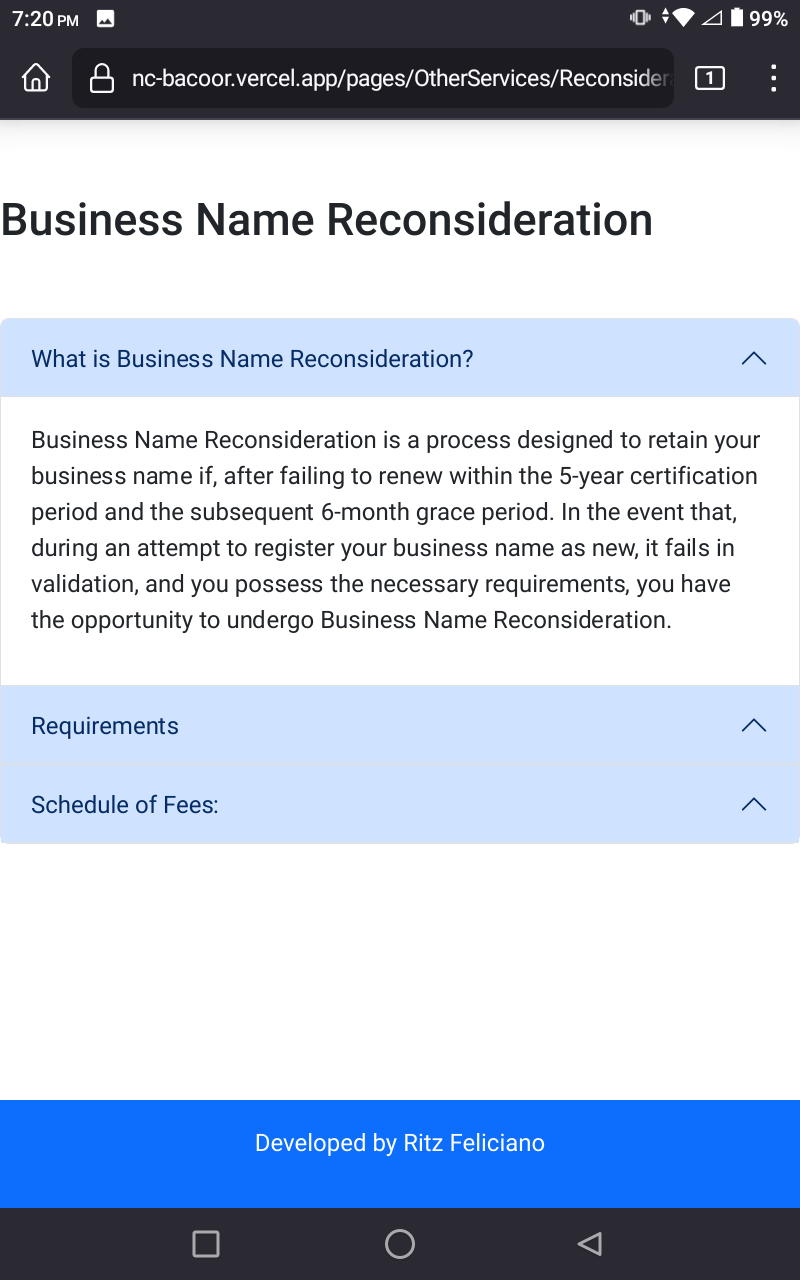 7:20 PM
99%
nc-bacoor.vercel.app/pages/OtherServices/Reconsider
1
Business Name Reconsideration
What is Business Name Reconsideration?
Business Name Reconsideration is a process designed to retain your
business name if, after failing to renew within the 5-year certification
period and the subsequent 6-month grace period. In the event that,
during an attempt to register your business name as new, it fails in
validation, and you possess the necessary requirements, you have
the opportunity to undergo Business Name Reconsideration.
Requirements
Schedule of Fees:
Developed by Ritz Feliciano